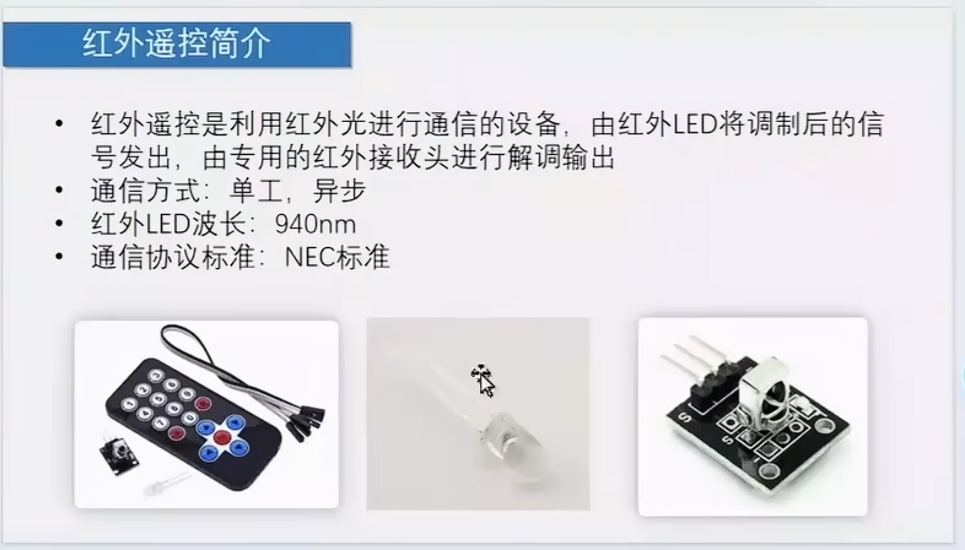 红外遥控简介
• 红外遥控是利用红外光进行通信的设备，由红外LED将调制后的信
号发出，由专用的红外接收头进行解调输出
• 通信方式：单工，异步
• 红外LED波长：940nm
• 通信协议标准：NEC标准
S
S